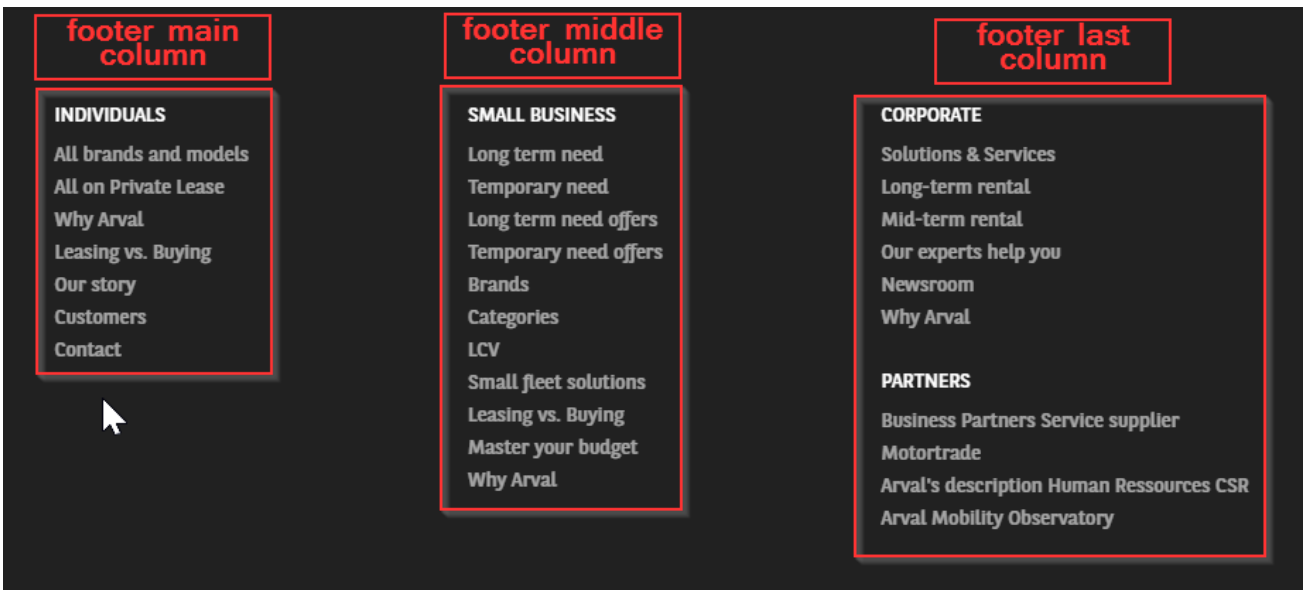 footer main
column
INDIVIDUALS
All brands and models
All on Private Lease
Why Arval
Leasing vs. Buying
Our story
Customers
Contact
footer middle
column
SMALL BUSINESS
Long term need
Temporary need
Long term need offers
Temporary need offers
Brands
Categories
LCV
Small fleet solutions
Leasing vs. Buying
Master your budget
Why Arval
footer last
column
CORPORATE
Solutions & Services
Long-term rental
Mid-term rental
Our experts help you
Newsroom
Why Arval
PARTNERS
Business Partners Service supplier
Motortrade
Arval's description Human Ressources CSR
Arval Mobility Observatory